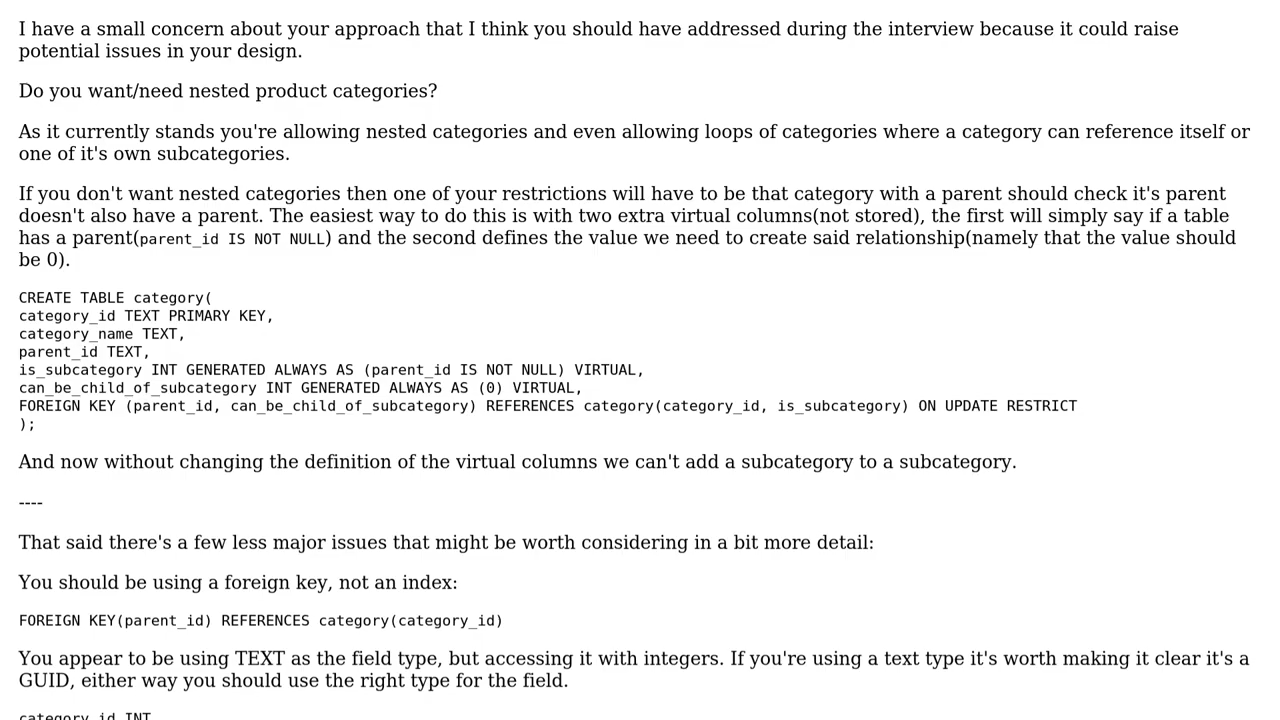 I have a small concern about your approach that I think you should have addressed during the interview because it could raise
potential issues in your design.
Do you want/need nested product categories?
As it currently stands you're allowing nested categories and even allowing loops of categories where a category can reference itself or
one of it's own subcategories.
If you don't want nested categories then one of your restrictions will have to be that category with a parent should check it's parent
doesn't also have a parent. The easiest way to do this is with two extra virtual columns(not stored), the first will simply say if a table
has a parent(parent_id IS NOT NULL) and the second defines the value we need to create said relationship(namely that the value should
be 0).
CREATE TABLE category(
category_id TEXT PRIMARY KEY,
category_name TEXT,
parent_id TEXT,
is_subcategory INT GENERATED ALWAYS AS (parent_id IS NOT NULL) VIRTUAL,
can_be_child_of_subcategory INT GENERATED ALWAYS AS (0) VIRTUAL,
FOREIGN KEY (parent_id, can_be_child_of_subcategory) REFERENCES category(category_id, is_subcategory) ON UPDATE RESTRICT
);
And now without changing the definition of the virtual columns we can't add a subcategory to a subcategory.
----
That said there's a few less major issues that might be worth considering in a bit more detail:
You should be using a foreign key, not an index:
FOREIGN KEY(parent_id) REFERENCES category(category_id)
You appear to be using TEXT as the field type, but accessing it with integers. If you're using a text type it's worth making it clear it's a
GUID, either way you should use the right type for the field.
category_id INT